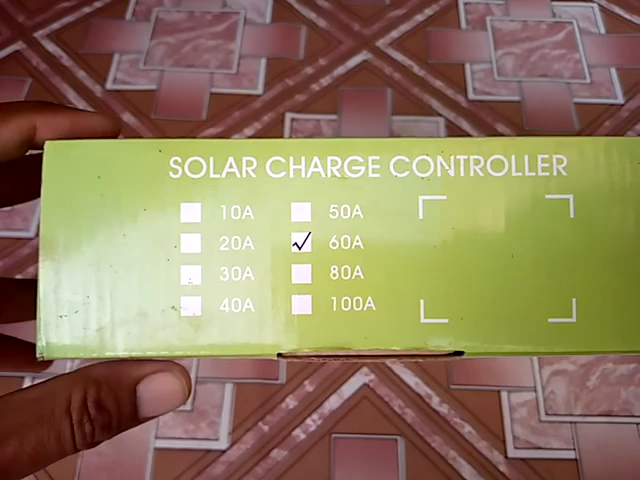 SOLAR CHARGE CONTROLLER
10A 50A
20A 60A
30A 80A
40A 100A